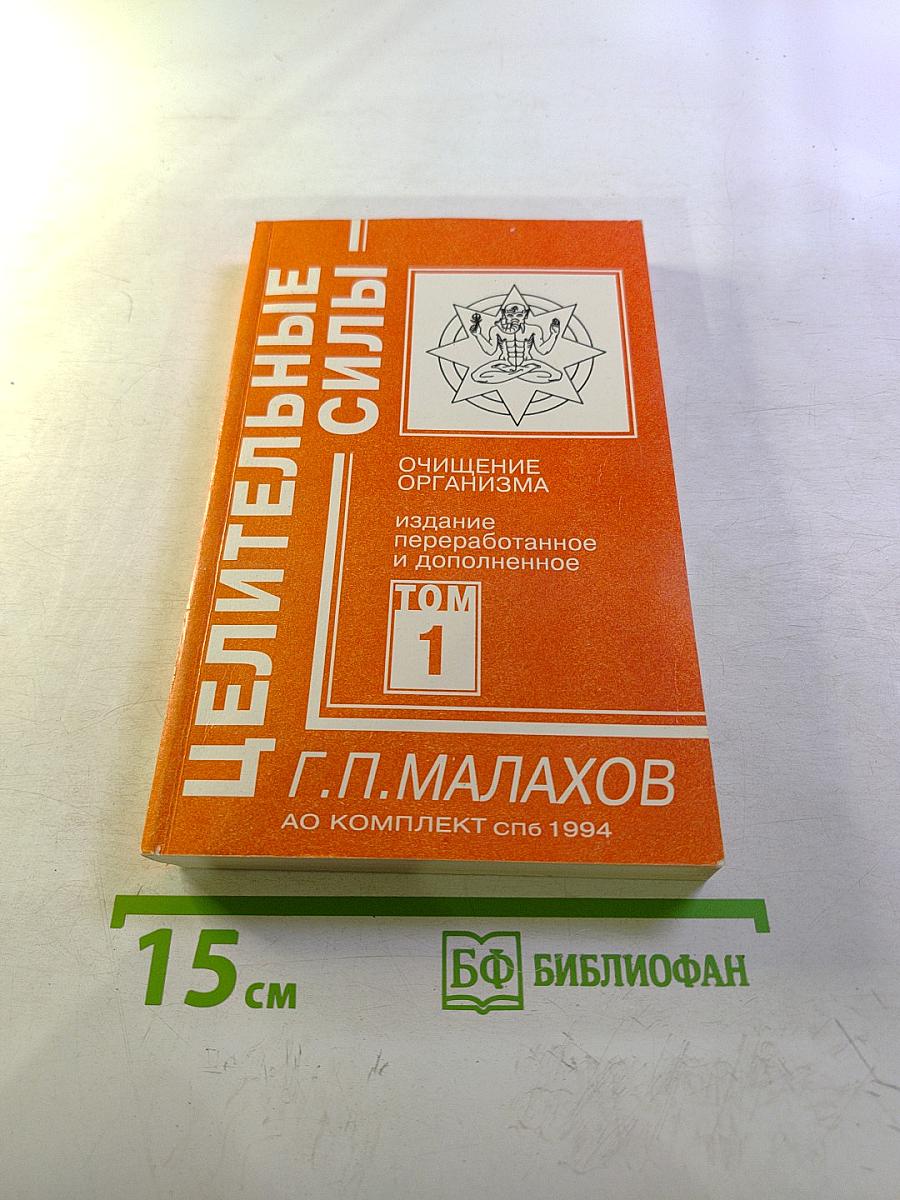 ЦЕЛИТЕЛЬНЫЕ
СИЛЫ
ОЧИЩЕНИЕ
ОРГАНИЗМА
издание
переработанное
и дополненное
ТОМ
1
Г.П.МАЛАХОВ
АО КОМПЛЕКТ спб 1994
15 см
БФ БИБЛИОФАН